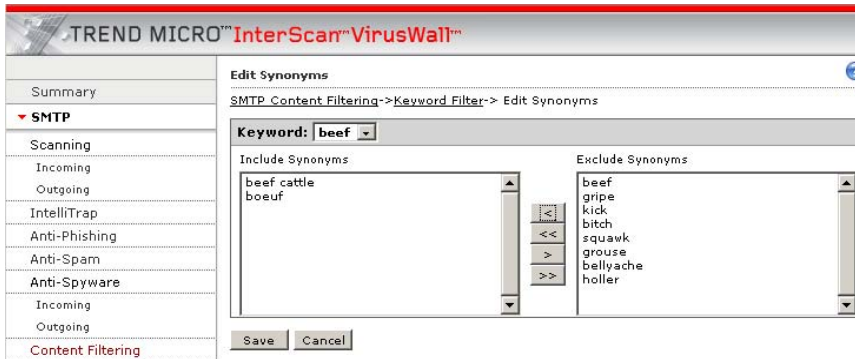 TREND MICRO™ InterScan™ VirusWall™
Summary
SMTP
Scanning
Incoming
Outgoing
IntelliTrap
Anti-Phishing
Anti-Spam
Anti-Spyware
Incoming
Outgoing
Content Filtering
Edit Synonyms
SMTP Content Filtering->Keyword Filter-> Edit Synonyms
Keyword: beef
Include Synonyms
beef cattle
boeuf
<
<<
>
>>
Exclude Synonyms
beef
gripe
kick
bitch
squawk
grouse
bellyache
holler
Save Cancel